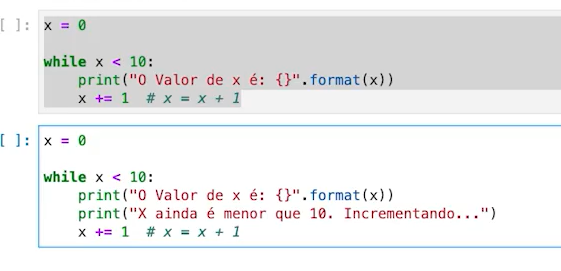 [ ]: x = 0
while x < 10:
    print("O Valor de x é: {}".format(x))
    x += 1  # x = x + 1
[ ]: x = 0
while x < 10:
    print("O Valor de x é: {}".format(x))
    print("X ainda é menor que 10. Incrementando...")
    x += 1  # x = x + 1